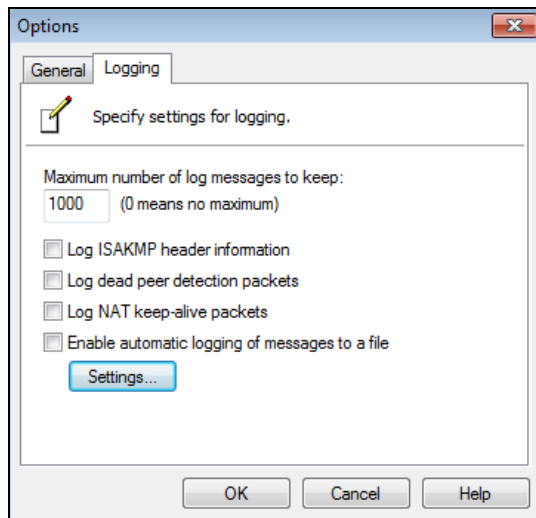 Options
General Logging
Specify settings for logging.
Maximum number of log messages to keep:
1000 (0 means no maximum)
Log ISAKMP header information
Log dead peer detection packets
Log NAT keep-alive packets
Enable automatic logging of messages to a file
Settings...
OK Cancel Help